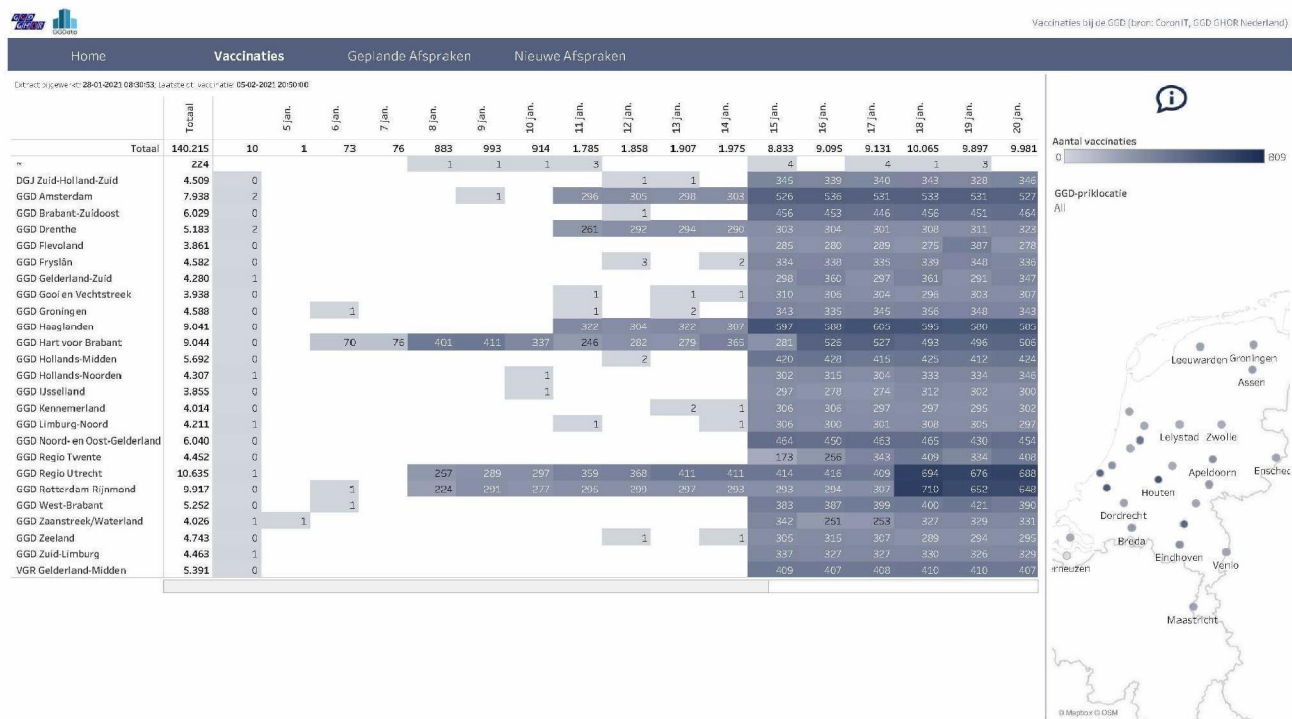 GGD GHOR
GGData
Vaccinaties bij de GGD (bron: CoronIT, GGD GHOR Nederland)
Home Vaccinaties Geplande Afspraken Nieuwe Afspraken
Extract bijgewerkt: 28-01-2021 08:30:53; Laatste id. vaccinatie: 05-02-2021 20:50:00
Totaal 5 jan. 6 jan. 7 jan. 8 jan. 9 jan. 10 jan. 11 jan. 12 jan. 13 jan. 14 jan. 15 jan. 16 jan. 17 jan. 18 jan. 19 jan. 20 jan.
Totaal 140.215 10 1 73 76 883 993 914 1.785 1.858 1.907 1.975 8.833 9.095 9.131 10.065 9.897 9.981
~ 224 1 1 1 3 4 4 1 3
DGJ Zuid-Holland-Zuid 4.509 0 1 1 345 339 340 343 328 346
GGD Amsterdam 7.938 2 1 296 305 298 303 526 536 531 533 531 527
GGD Brabant-Zuidoost 6.029 0 1 456 453 446 456 451 464
GGD Drenthe 5.183 2 261 292 294 290 303 304 301 308 311 323
GGD Flevoland 3.861 0 285 280 289 275 387 278
GGD Fryslân 4.582 0 3 2 334 338 335 339 348 336
GGD Gelderland-Zuid 4.280 1 298 360 297 361 291 347
GGD Gooi en Vechtstreek 3.938 0 1 1 1 310 306 304 296 303 307
GGD Groningen 4.588 0 1 1 2 343 335 345 356 348 343
GGD Haaglanden 9.041 0 322 304 322 307 597 588 605 595 580 585
GGD Hart voor Brabant 9.044 0 70 76 401 411 337 246 282 279 365 281 526 527 493 496 506
GGD Hollands-Midden 5.692 0 2 420 428 415 425 412 424
GGD Hollands-Noorden 4.307 1 1 302 315 304 333 334 346
GGD IJsselland 3.855 0 1 297 278 274 312 302 300
GGD Kennemerland 4.014 0 2 1 306 306 297 297 295 302
GGD Limburg-Noord 4.211 1 1 1 306 300 301 308 305 297
GGD Noord- en Oost-Gelderland 6.040 0 464 450 463 465 430 454
GGD Regio Twente 4.452 0 173 256 343 409 334 408
GGD Regio Utrecht 10.635 1 257 289 297 359 368 411 411 414 416 409 694 676 688
GGD Rotterdam Rijnmond 9.917 0 1 224 291 277 295 299 297 293 293 294 307 710 652 648
GGD West-Brabant 5.252 0 1 383 387 399 400 421 390
GGD Zaanstreek/Waterland 4.026 1 1 342 251 253 327 329 331
GGD Zeeland 4.743 0 1 1 305 315 307 289 294 295
GGD Zuid-Limburg 4.463 1 337 327 327 330 326 329
VGR Gelderland-Midden 5.391 0 409 407 408 410 410 407
Aantal vaccinaties
0 809
GGD-priklocatie
All
Leeuwarden Groningen
Assen
Lelystad Zwolle
Apeldoorn Enschec
Houten
Dordrecht
Breda
Eindhoven
Venlo
erneuzen
Maastricht
© Mapbox © OSM